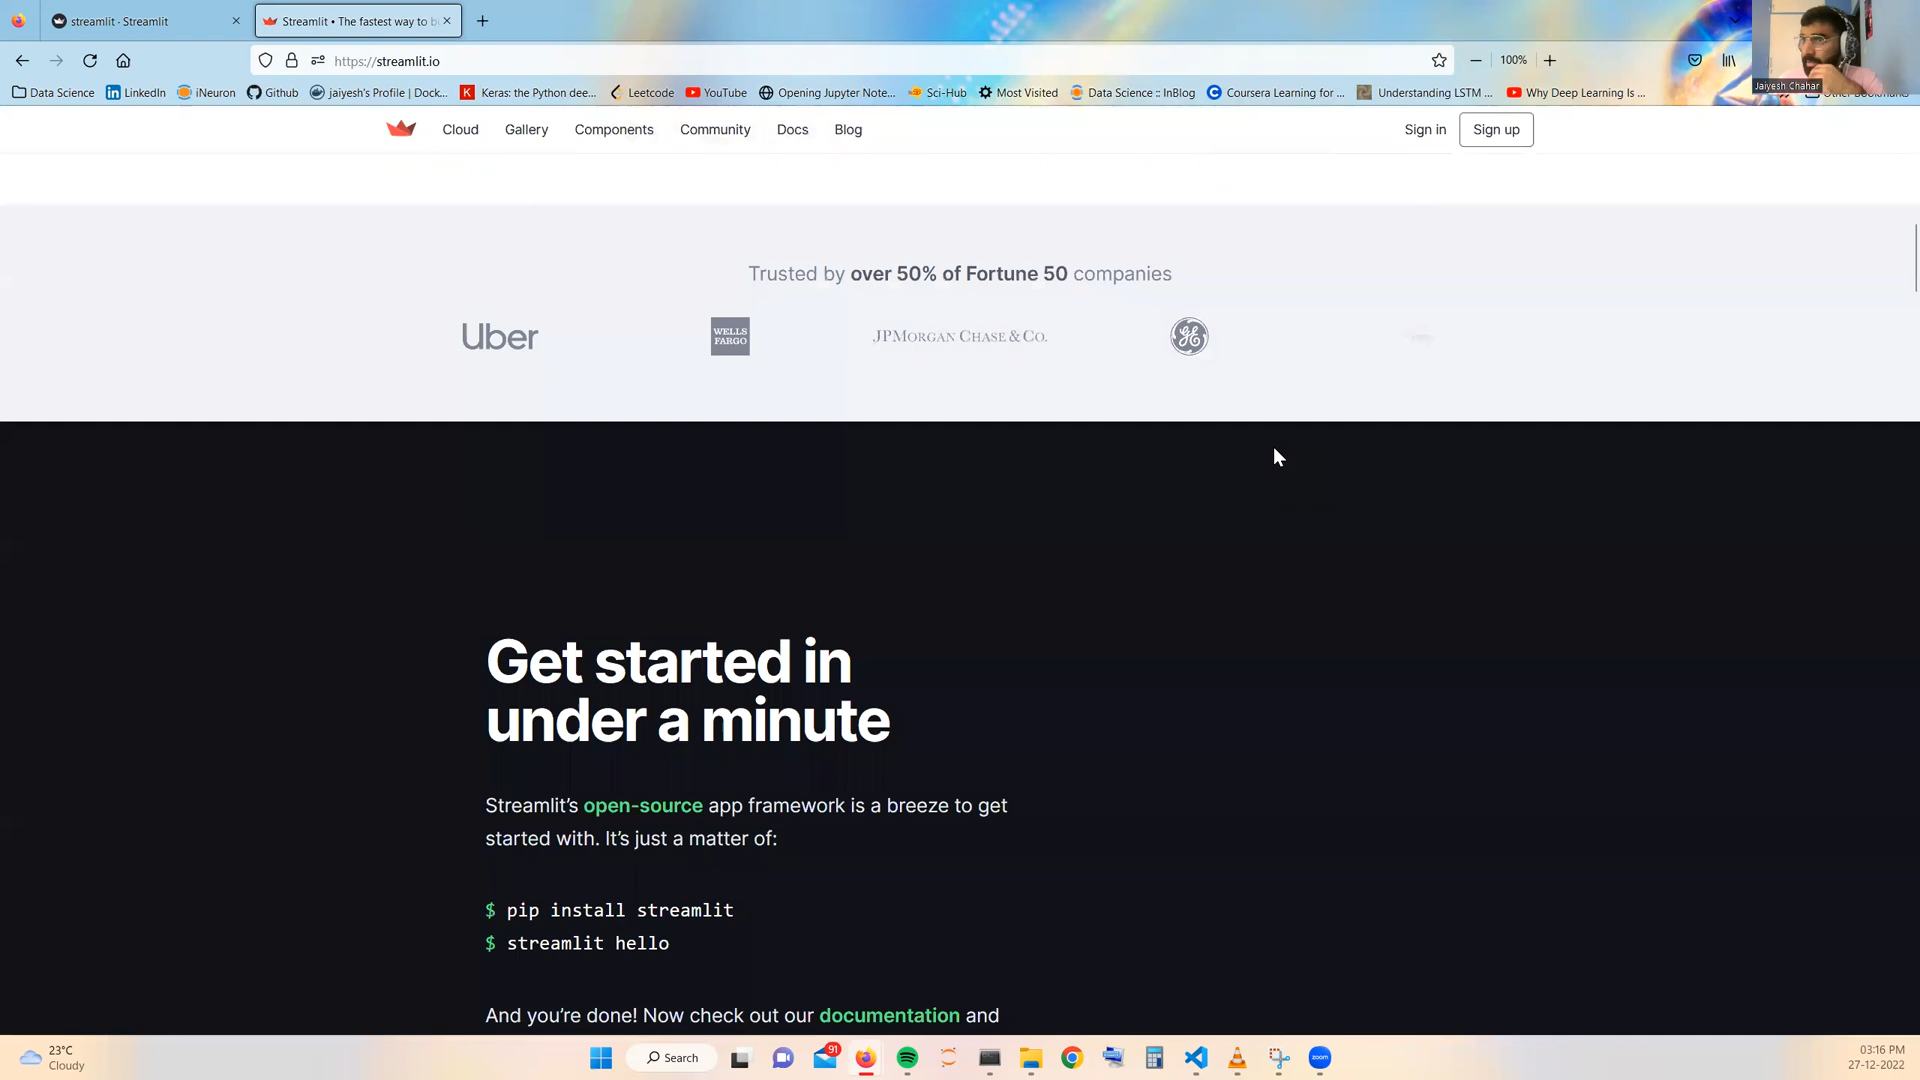 streamlit · Streamlit
Streamlit • The fastest way to b
https://streamlit.io
100%
Jaiyesh Chahar
Data Science
LinkedIn
iNeuron
Github
jaiyesh's Profile | Dock...
Keras: the Python dee...
Leetcode
YouTube
Opening Jupyter Note...
Sci-Hub
Most Visited
Data Science :: InBlog
Coursera Learning for ...
Understanding LSTM ...
Why Deep Learning Is ...
Other Bookmarks
Cloud
Gallery
Components
Community
Docs
Blog
Sign in
Sign up
Trusted by over 50% of Fortune 50 companies
Uber
WELLS
FARGO
JPMORGAN CHASE & CO.
GE
Get started in
under a minute
Streamlit's open-source app framework is a breeze to get
started with. It's just a matter of:
$ pip install streamlit
$ streamlit hello
And you're done! Now check out our documentation and
23°C
Cloudy
Search
91
zoom
03:16 PM
27-12-2022